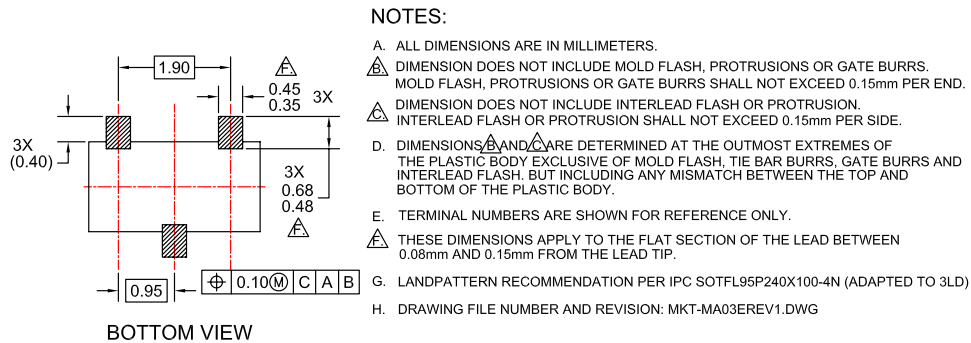 1.90
F.
0.45
0.35
3X
3X
(0.40)
3X
0.68
0.48
F.
0.95
0.10 M C A B
BOTTOM VIEW
NOTES:
A. ALL DIMENSIONS ARE IN MILLIMETERS.
B. DIMENSION DOES NOT INCLUDE MOLD FLASH, PROTRUSIONS OR GATE BURRS.
MOLD FLASH, PROTRUSIONS OR GATE BURRS SHALL NOT EXCEED 0.15mm PER END.
C. DIMENSION DOES NOT INCLUDE INTERLEAD FLASH OR PROTRUSION.
INTERLEAD FLASH OR PROTRUSION SHALL NOT EXCEED 0.15mm PER SIDE.
D. DIMENSIONS B AND C ARE DETERMINED AT THE OUTMOST EXTREMES OF
THE PLASTIC BODY EXCLUSIVE OF MOLD FLASH, TIE BAR BURRS, GATE BURRS AND
INTERLEAD FLASH. BUT INCLUDING ANY MISMATCH BETWEEN THE TOP AND
BOTTOM OF THE PLASTIC BODY.
E. TERMINAL NUMBERS ARE SHOWN FOR REFERENCE ONLY.
F. THESE DIMENSIONS APPLY TO THE FLAT SECTION OF THE LEAD BETWEEN
0.08mm AND 0.15mm FROM THE LEAD TIP.
G. LANDPATTERN RECOMMENDATION PER IPC SOTFL95P240X100-4N (ADAPTED TO 3LD)
H. DRAWING FILE NUMBER AND REVISION: MKT-MA03EREV1.DWG